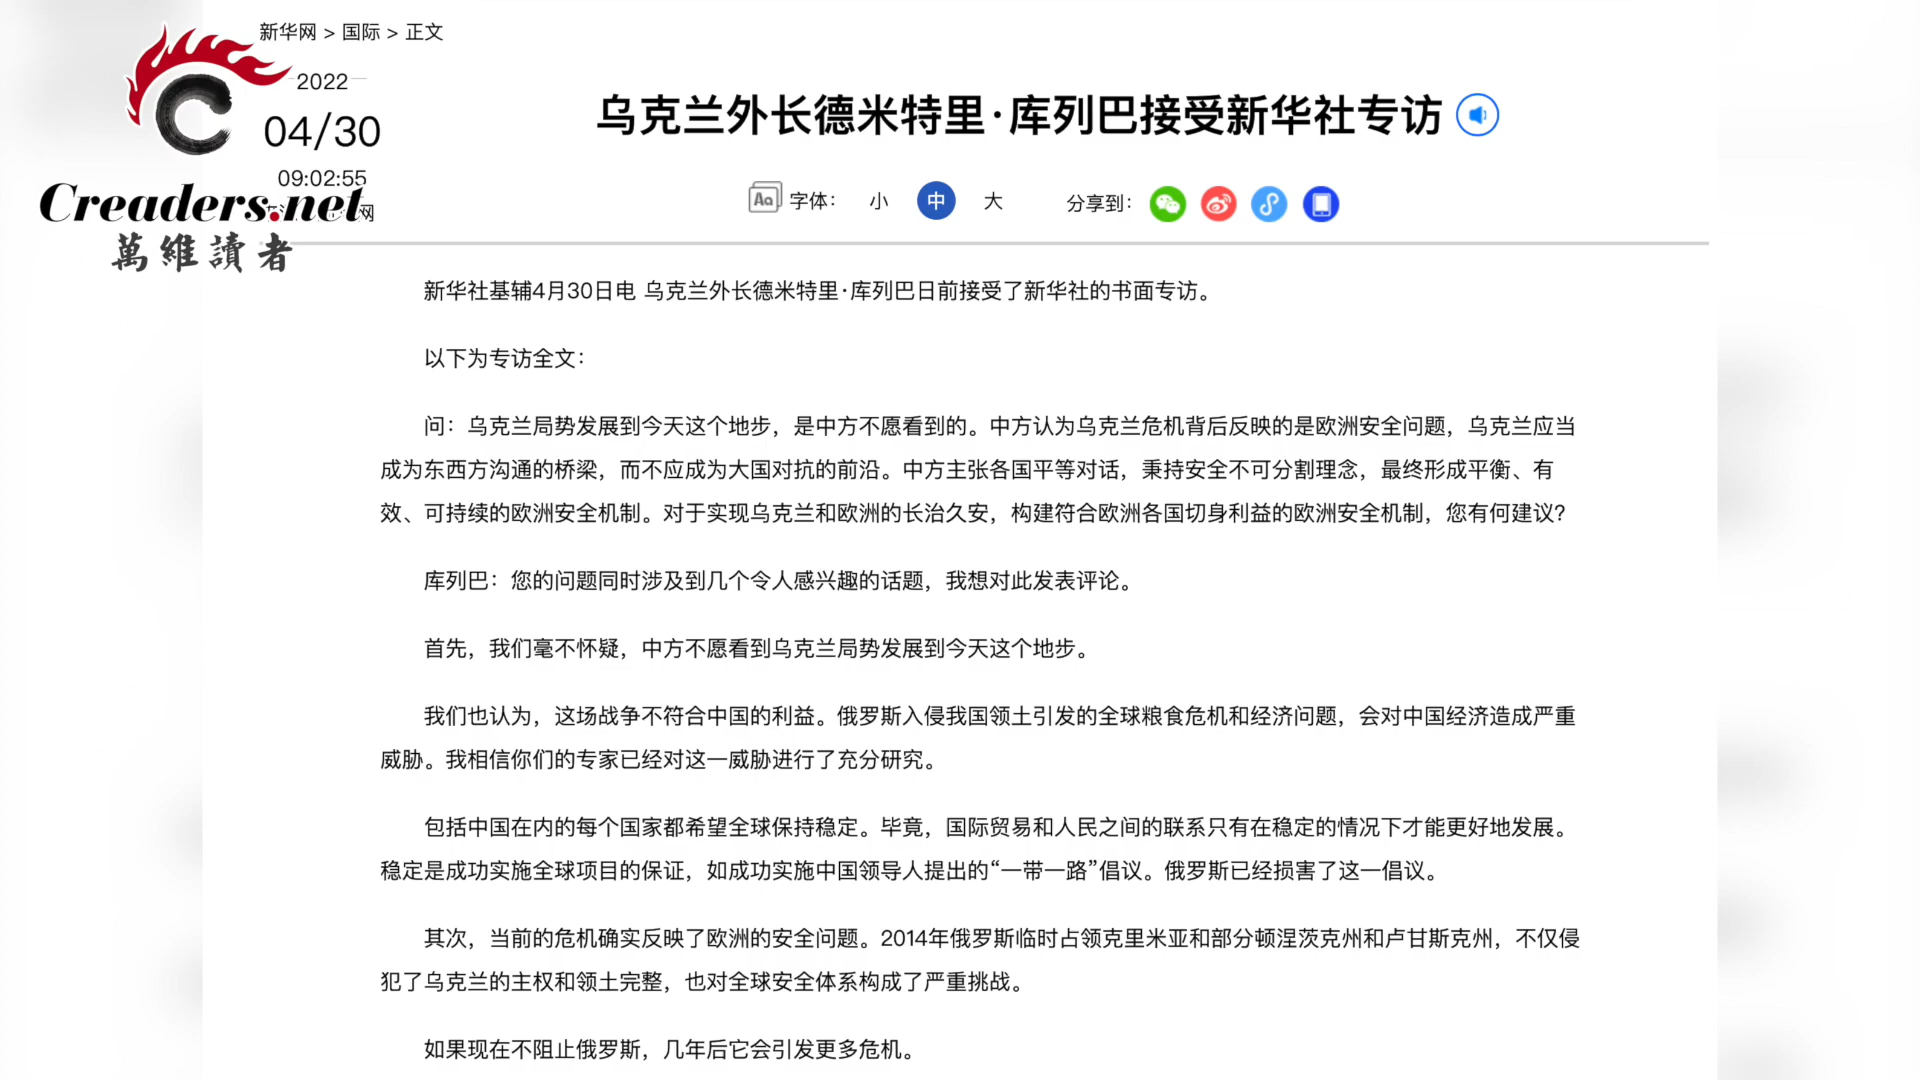 新华网 > 国际 > 正文
2022
04/30
09:02:55
Creaders.net
网
萬維讀者
乌克兰外长德米特里·库列巴接受新华社专访
Aa 字体： 小 中 大 分享到：
新华社基辅4月30日电 乌克兰外长德米特里·库列巴日前接受了新华社的书面专访。
以下为专访全文：
问：乌克兰局势发展到今天这个地步，是中方不愿看到的。中方认为乌克兰危机背后反映的是欧洲安全问题，乌克兰应当
成为东西方沟通的桥梁，而不应成为大国对抗的前沿。中方主张各国平等对话，秉持安全不可分割理念，最终形成平衡、有
效、可持续的欧洲安全机制。对于实现乌克兰和欧洲的长治久安，构建符合欧洲各国切身利益的欧洲安全机制，您有何建议？
库列巴：您的问题同时涉及到几个令人感兴趣的话题，我想对此发表评论。
首先，我们毫不怀疑，中方不愿看到乌克兰局势发展到今天这个地步。
我们也认为，这场战争不符合中国的利益。俄罗斯入侵我国领土引发的全球粮食危机和经济问题，会对中国经济造成严重
威胁。我相信你们的专家已经对这一威胁进行了充分研究。
包括中国在内的每个国家都希望全球保持稳定。毕竟，国际贸易和人民之间的联系只有在稳定的情况下才能更好地发展。
稳定是成功实施全球项目的保证，如成功实施中国领导人提出的“一带一路”倡议。俄罗斯已经损害了这一倡议。
其次，当前的危机确实反映了欧洲的安全问题。2014年俄罗斯临时占领克里米亚和部分顿涅茨克州和卢甘斯克州，不仅侵
犯了乌克兰的主权和领土完整，也对全球安全体系构成了严重挑战。
如果现在不阻止俄罗斯，几年后它会引发更多危机。